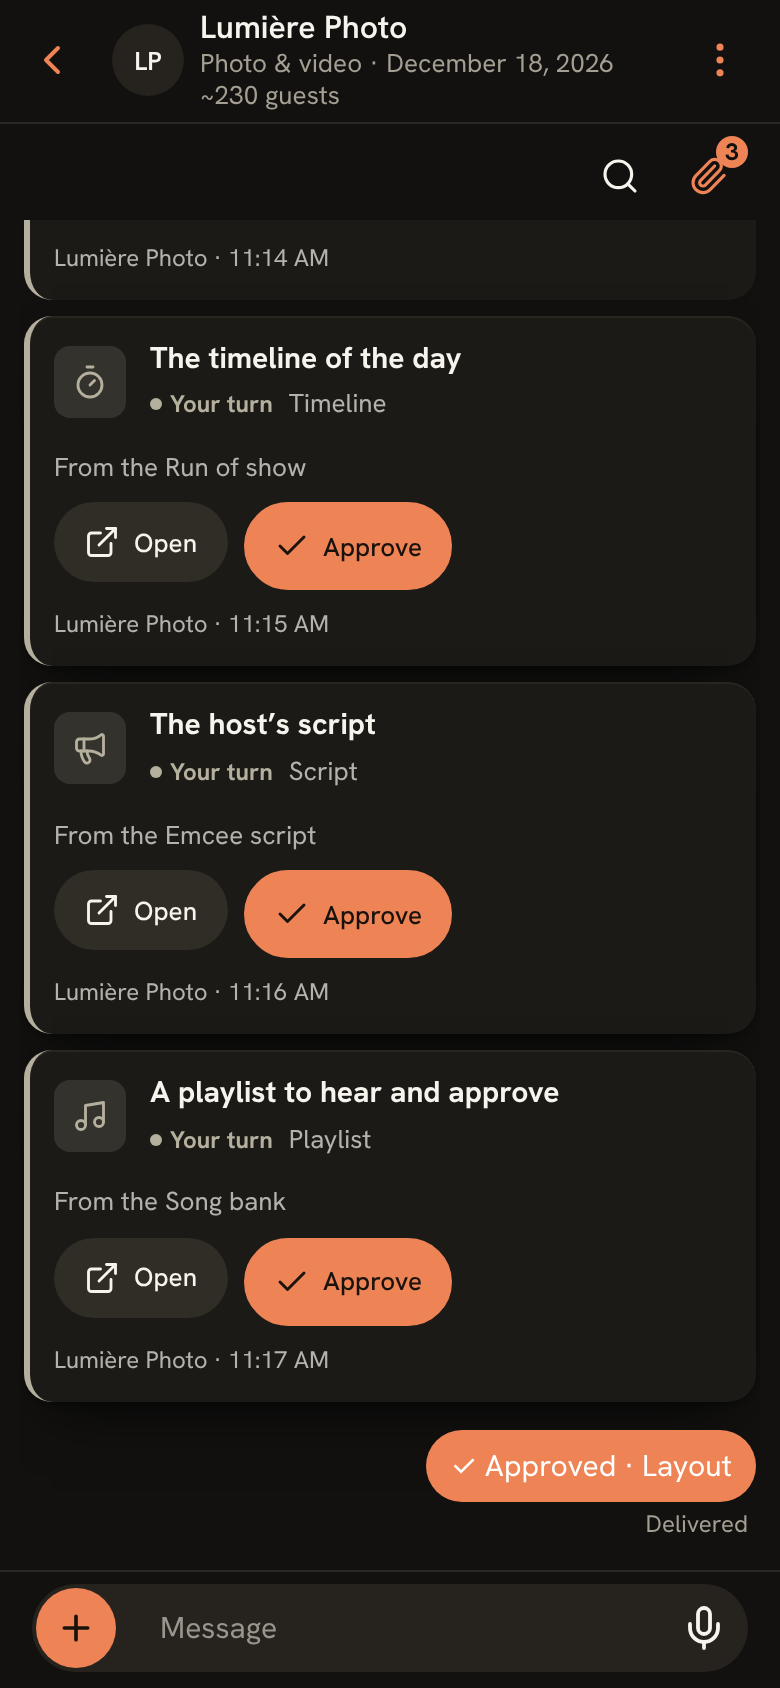 Lumière Photo
LP
Photo & video · December 18, 2026
~230 guests
3
Lumière Photo · 11:14 AM
The timeline of the day
Your turn Timeline
From the Run of show
Open
Approve
Lumière Photo · 11:15 AM
The host’s script
Your turn Script
From the Emcee script
Open
Approve
Lumière Photo · 11:16 AM
A playlist to hear and approve
Your turn Playlist
From the Song bank
Open
Approve
Lumière Photo · 11:17 AM
✓ Approved · Layout
Delivered
Message